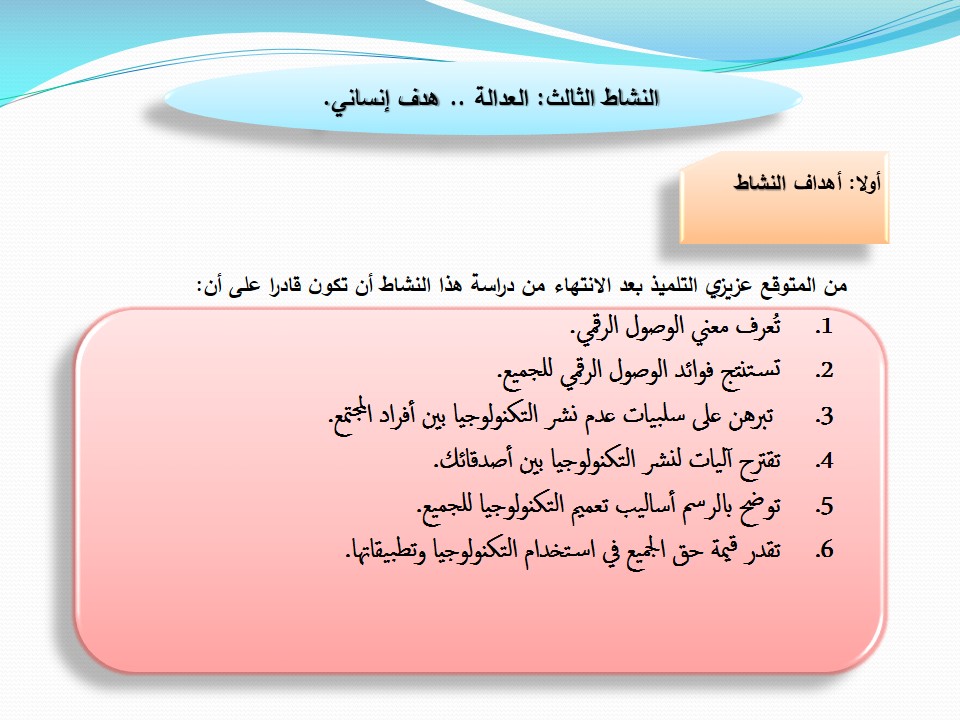 النشاط الثالث: العدالة .. هدف إنساني.
أولا: أهداف النشاط
من المتوقع عزيزي التلميذ بعد الانتهاء من دراسة هذا النشاط أن تكون قادرا على أن:
1. تُعرف معني الوصول الرقمي.
2. تستنتج فوائد الوصول الرقمي للجميع.
3. تبرهن على سلبيات عدم نشر التكنولوجيا بين أفراد المجتمع.
4. تقترح آليات لنشر التكنولوجيا بين أصدقائك.
5. توضح بالرسم أساليب تعميم التكنولوجيا للجميع.
6. تقدر قيمة حق الجميع في استخدام التكنولوجيا وتطبيقاتها.